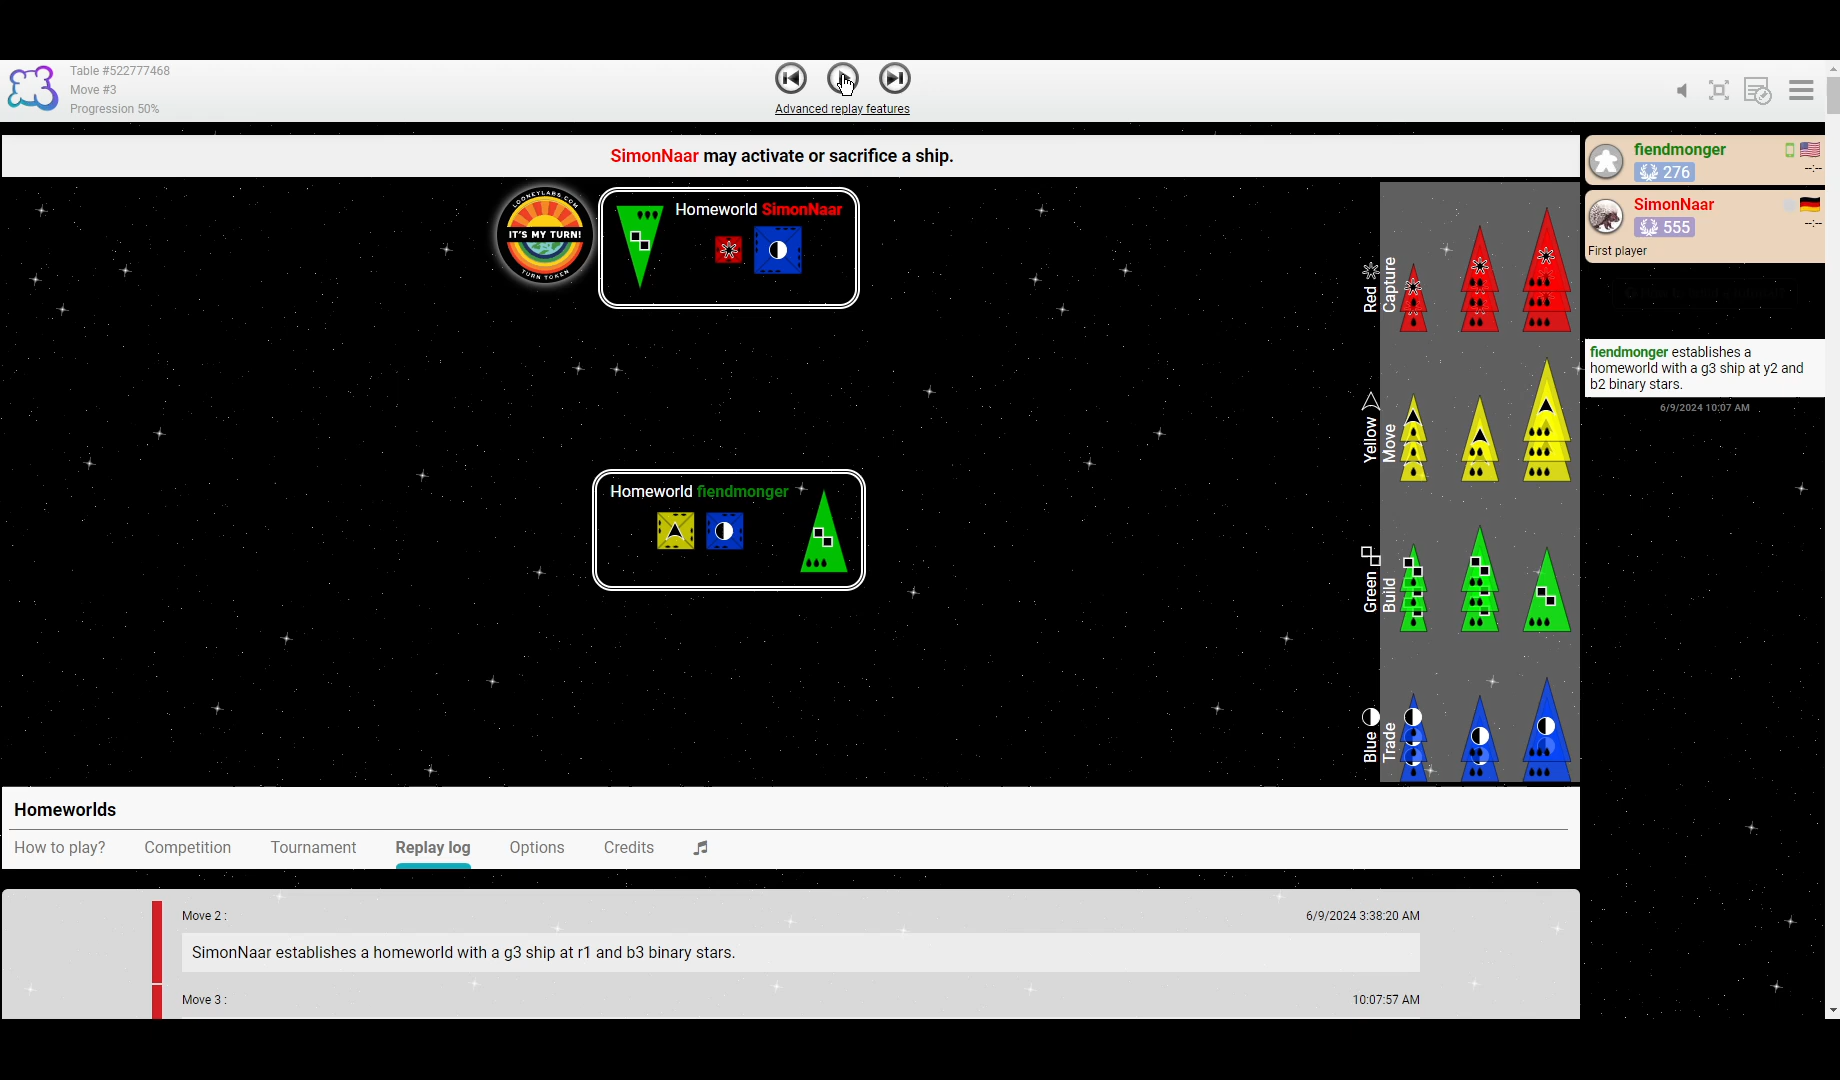 Table #522777468
Move #3
Progression 50%
Advanced replay features
SimonNaar may activate or sacrifice a ship.
LOONEYLABS.COM
IT'S MY TURN!
TURN TOKEN
Homeworld SimonNaar
Homeworld fiendmonger
Red Capture
Yellow Move
Green Build
Blue Trade
fiendmonger
276
--:--
SimonNaar
555
--:--
First player
fiendmonger establishes a
homeworld with a g3 ship at y2 and
b2 binary stars.
6/9/2024 10:07 AM
Homeworlds
How to play? Competition Tournament Replay log Options Credits
Move 2 : 6/9/2024 3:38:20 AM
SimonNaar establishes a homeworld with a g3 ship at r1 and b3 binary stars.
Move 3 : 10:07:57 AM